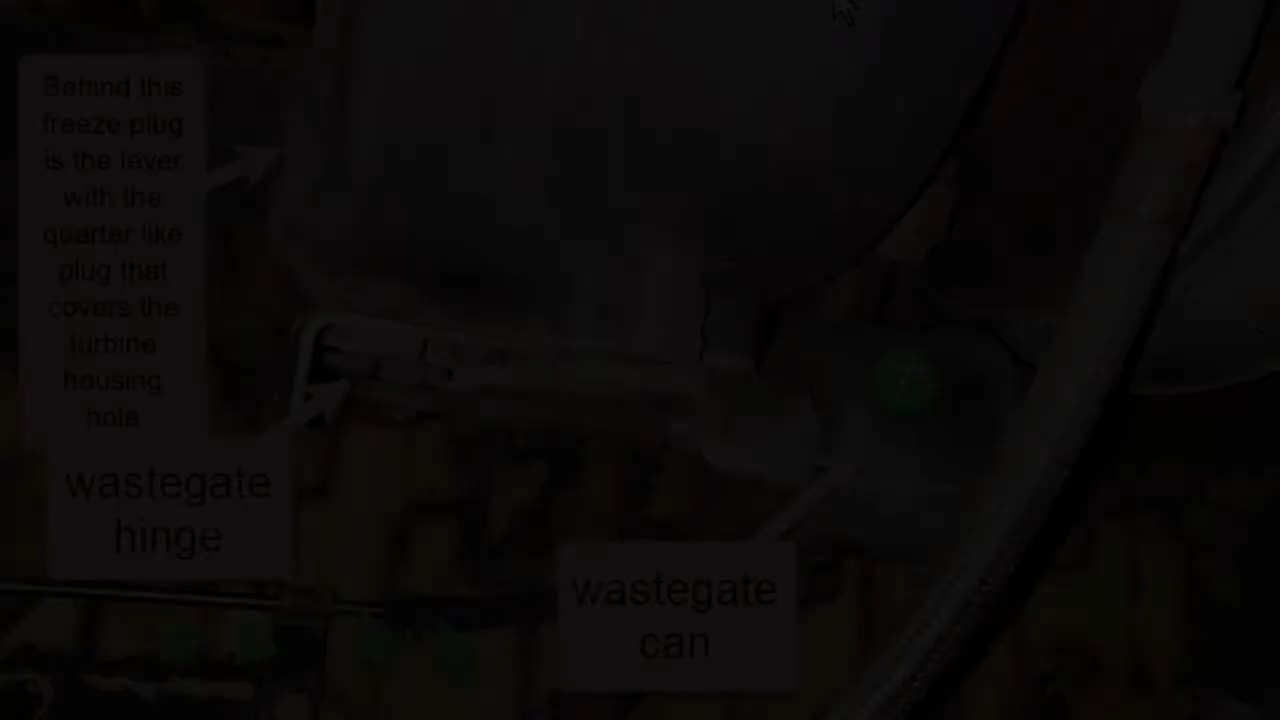 Behind this
freeze plug
is the lever
with the
quarter like
plug that
covers the
turbine
housing
hole
wastegate
hinge
wastegate
can